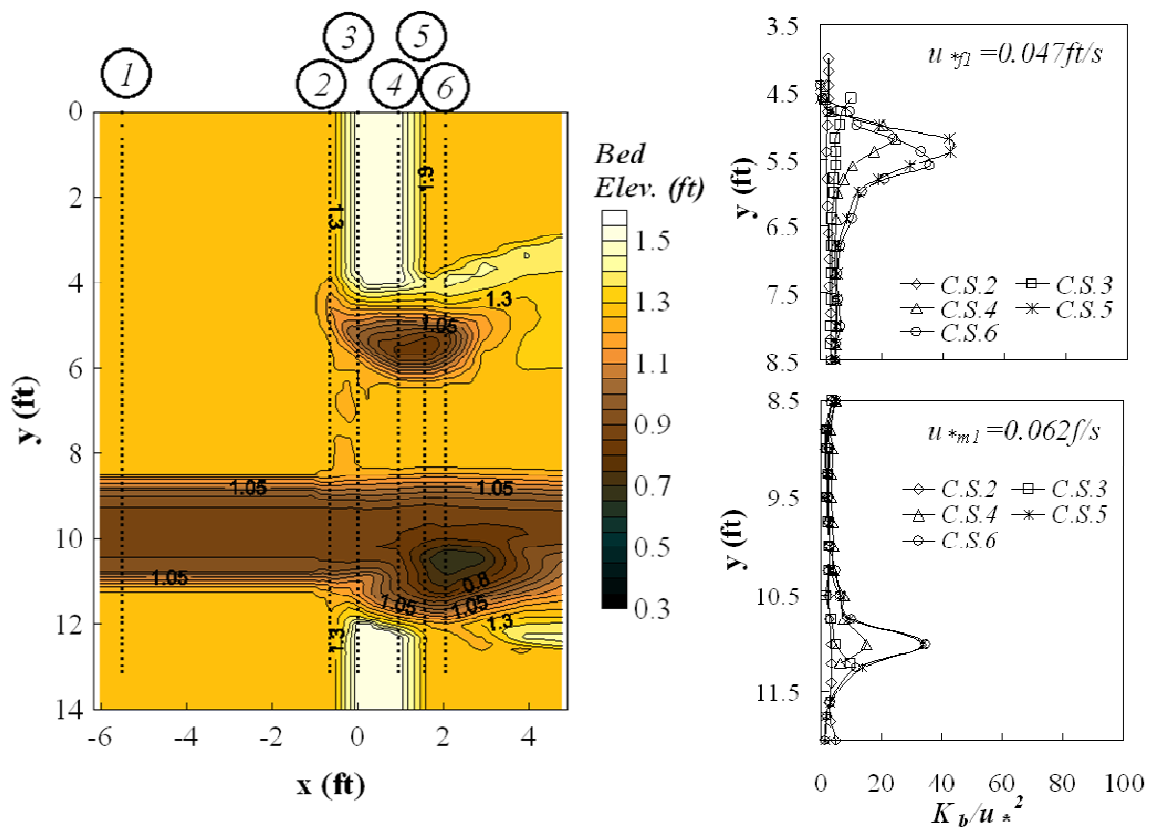 3 5
1 2 4 6
0
2
4
6
8
10
12
14
y (ft)
-6 -4 -2 0 2 4
x (ft)
1.3
1.9
1.3
1.05
1.05
1.05
1.05
0.8
1.05
1.05
1.3
1.3
Bed
Elev. (ft)
1.5
1.3
1.1
0.9
0.7
0.5
0.3
3.5
4.5
5.5
6.5
7.5
8.5
y (ft)
u*f1=0.047ft/s
C.S.2 C.S.3
C.S.4 C.S.5
C.S.6
8.5
9.5
10.5
11.5
y (ft)
u*m1=0.062f/s
C.S.2 C.S.3
C.S.4 C.S.5
C.S.6
0 20 40 60 80 100
Kb/u*²